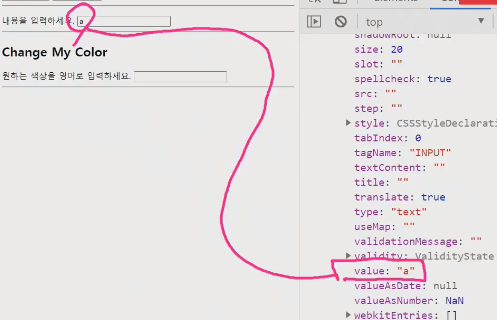 내용을 입력하세요. a
Change My Color
원하는 색상을 영어로 입력하세요.
top
shadowRoot: null
size: 20
slot: ""
spellcheck: true
src: ""
step: ""
style: CSSStyleDeclarati
tabIndex: 0
tagName: "INPUT"
textContent: ""
title: ""
translate: true
type: "text"
useMap: ""
validationMessage: ""
validity: ValidityState
value: "a"
valueAsDate: null
valueAsNumber: NaN
webkitEntries: []